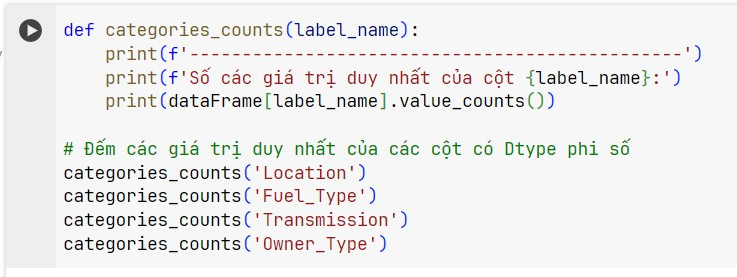 def categories_counts(label_name):
    print(f'-----------------------------------------------')
    print(f'Số các giá trị duy nhất của cột {label_name}:')
    print(dataFrame[label_name].value_counts())
# Đếm các giá trị duy nhất của các cột có Dtype phi số
categories_counts('Location')
categories_counts('Fuel_Type')
categories_counts('Transmission')
categories_counts('Owner_Type')